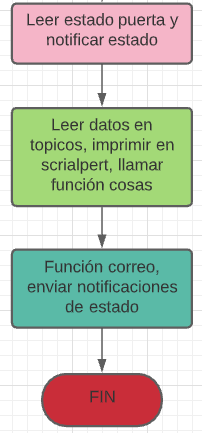 Leer estado puerta y
notificar estado
Leer datos en
topicos, imprimir en
scrialpert, llamar
función cosas
Función correo,
enviar notificaciones
de estado
FIN